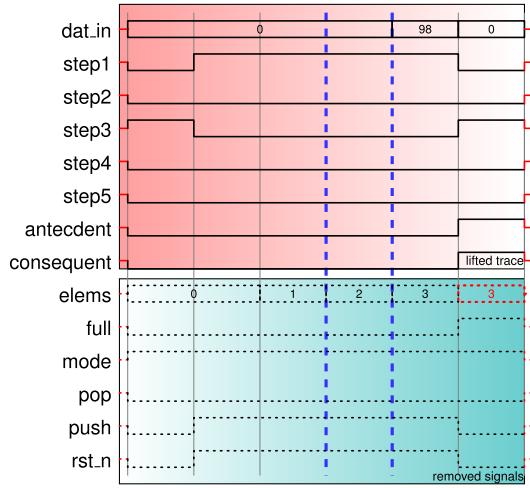 dat_in 0 98 0
step1
step2
step3
step4
step5
antecdent
consequent lifted trace
elems 0 1 2 3 3
full
mode
pop
push
rst_n
removed signals